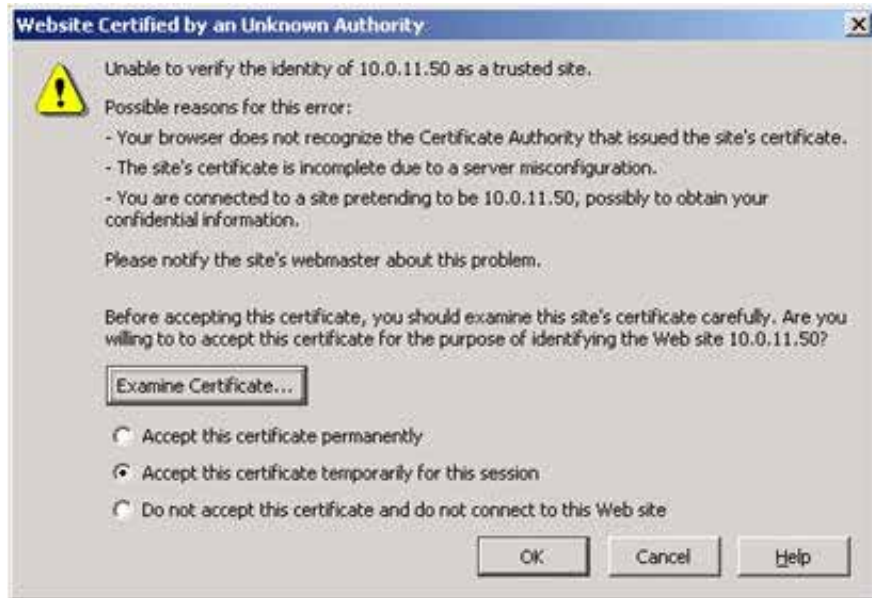 Website Certified by an Unknown Authority
Unable to verify the identity of 10.0.11.50 as a trusted site.
Possible reasons for this error:
- Your browser does not recognize the Certificate Authority that issued the site's certificate.
- The site's certificate is incomplete due to a server misconfiguration.
- You are connected to a site pretending to be 10.0.11.50, possibly to obtain your
confidential information.
Please notify the site's webmaster about this problem.
Before accepting this certificate, you should examine this site's certificate carefully. Are you
willing to to accept this certificate for the purpose of identifying the Web site 10.0.11.50?
Examine Certificate...
Accept this certificate permanently
Accept this certificate temporarily for this session
Do not accept this certificate and do not connect to this Web site
OK Cancel Help